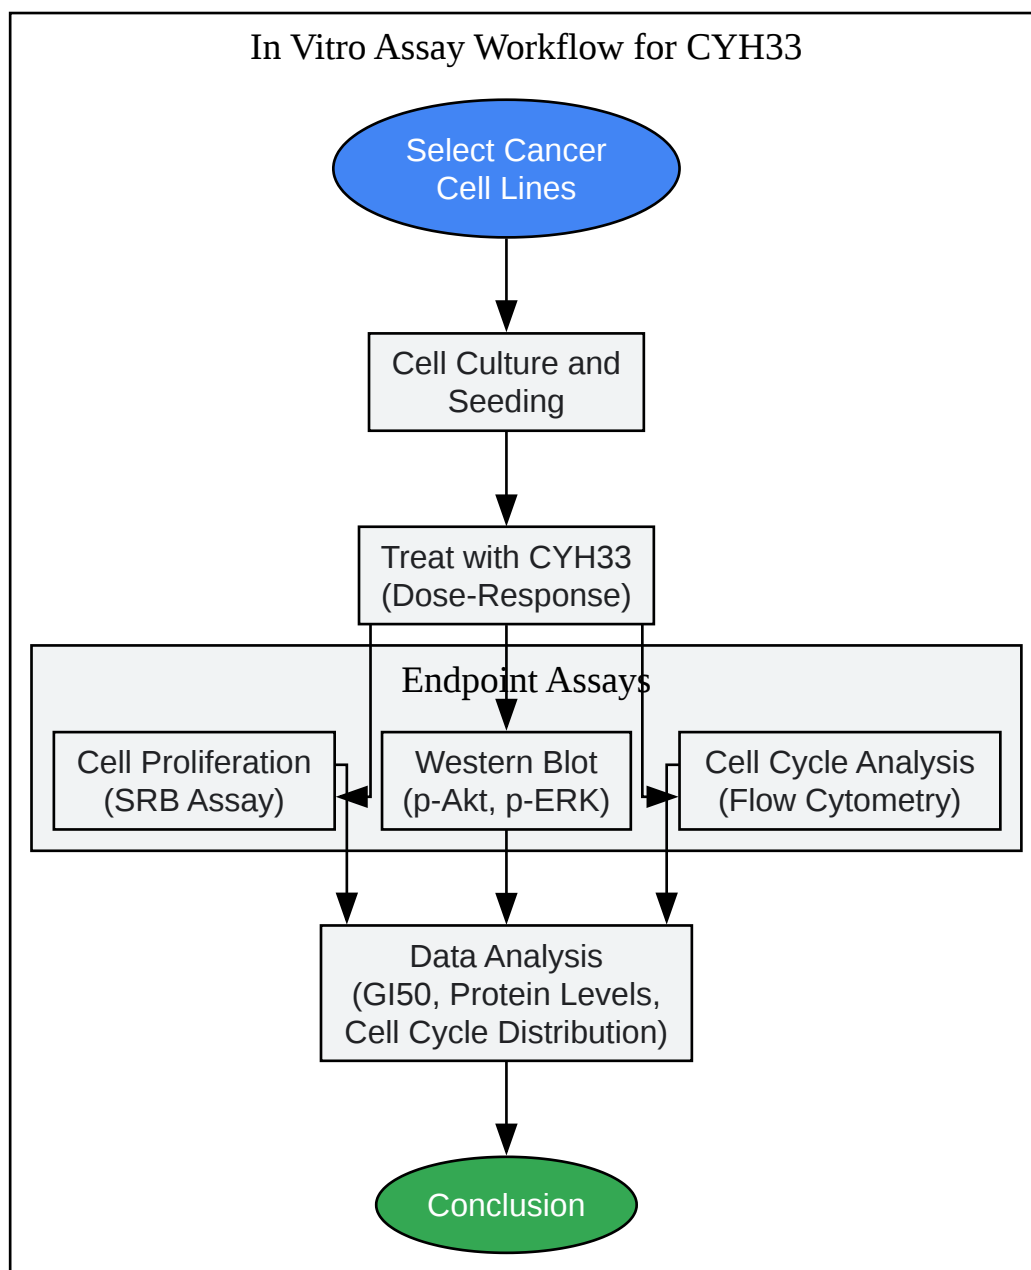 In Vitro Assay Workflow for CYH33
Select Cancer
Cell Lines
Cell Culture and
Seeding
Treat with CYH33
(Dose-Response)
Endpoint Assays
Cell Proliferation
(SRB Assay)
Western Blot
(p-Akt, p-ERK)
Cell Cycle Analysis
(Flow Cytometry)
Data Analysis
(GI50, Protein Levels,
Cell Cycle Distribution)
Conclusion